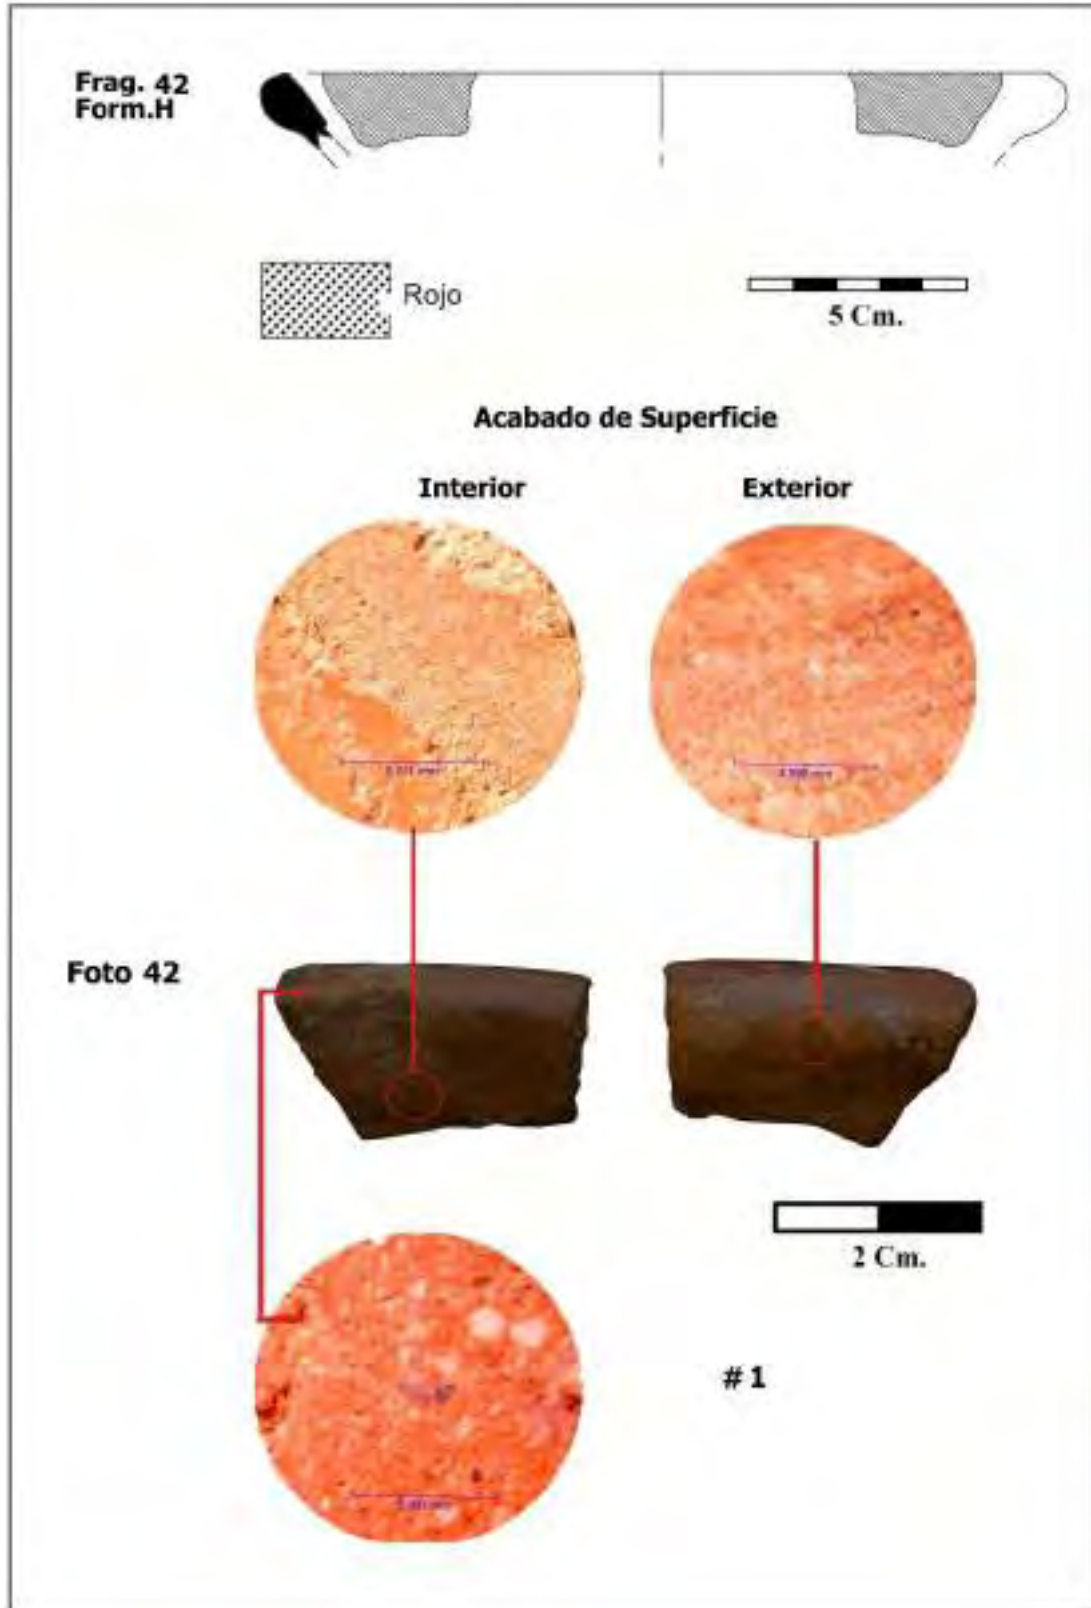 Frag. 42
Form.H
Rojo
5 Cm.
Acabado de Superficie
Interior
Exterior
Foto 42
2 Cm.
# 1